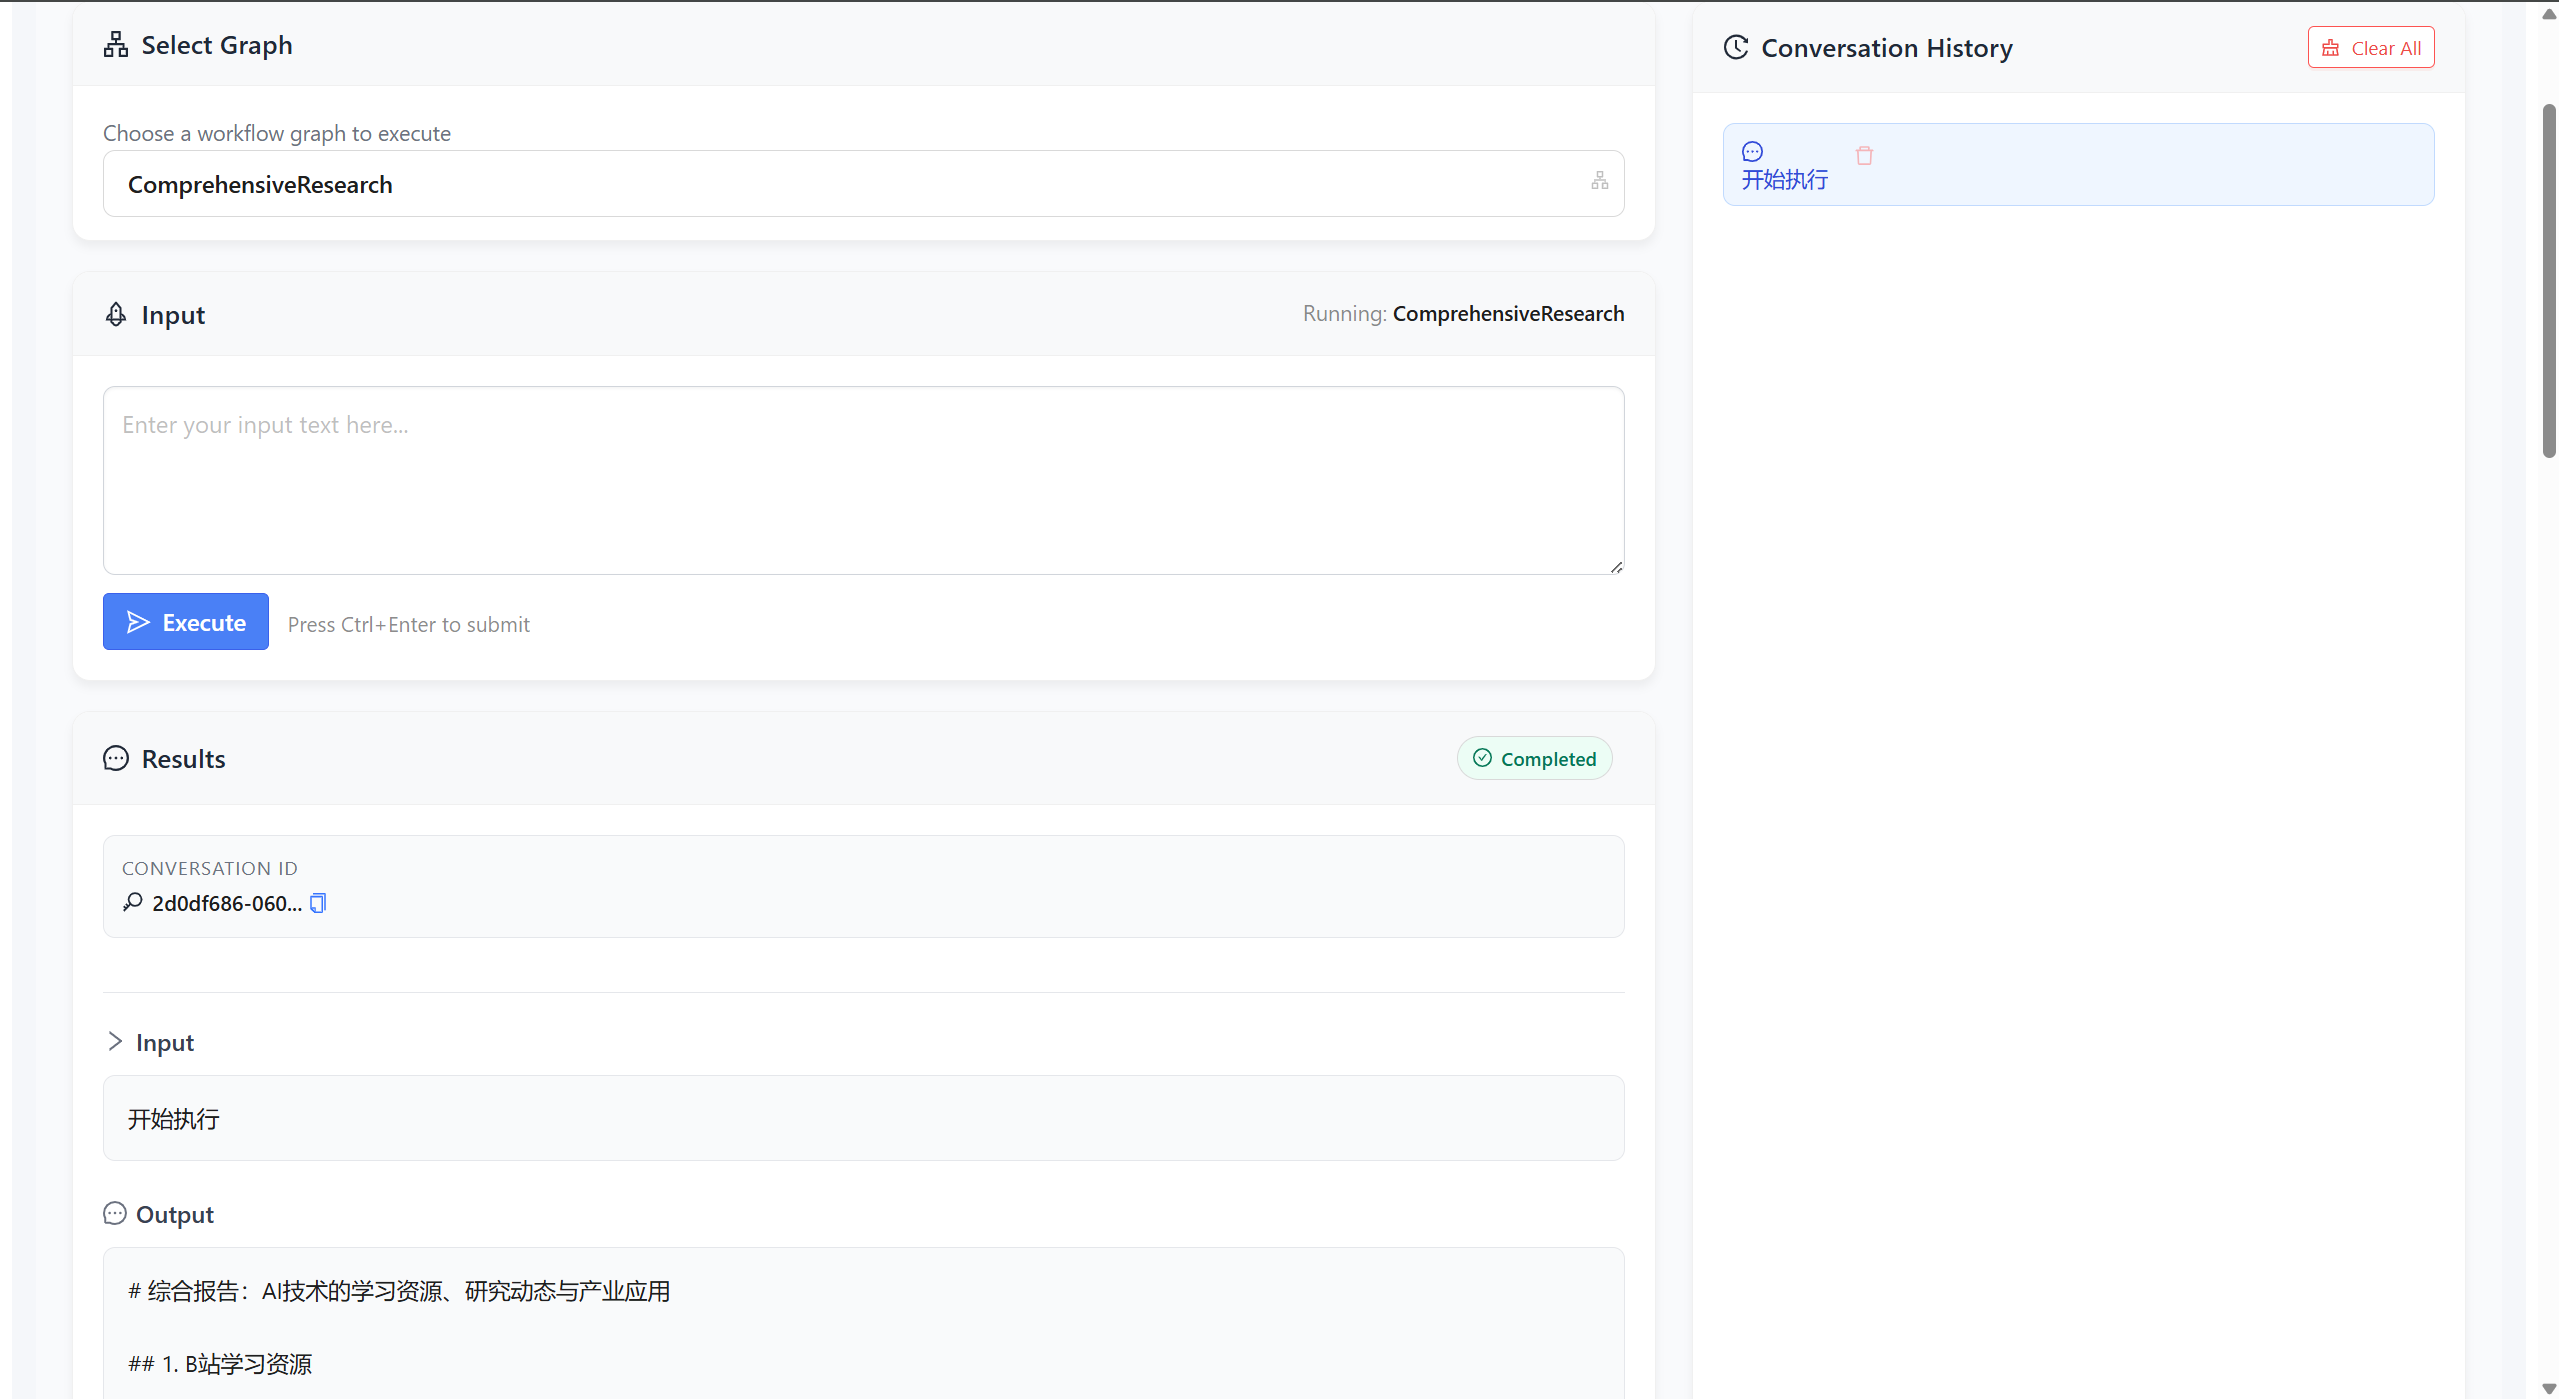 Select Graph
Choose a workflow graph to execute
ComprehensiveResearch
Input
Running: ComprehensiveResearch
Enter your input text here...
Execute
Press Ctrl+Enter to submit
Results
Completed
CONVERSATION ID
2d0df686-060...
Input
开始执行
Output
# 综合报告：AI技术的学习资源、研究动态与产业应用
## 1. B站学习资源
Conversation History
Clear All
开始执行